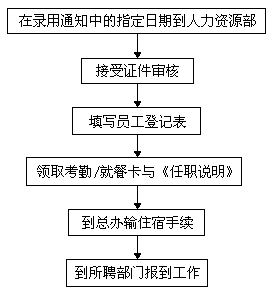 在录用通知中的指定日期到人力资源部
接受证件审核
填写员工登记表
领取考勤/就餐卡与《任职说明》
到总办输住宿手续
到所聘部门报到工作